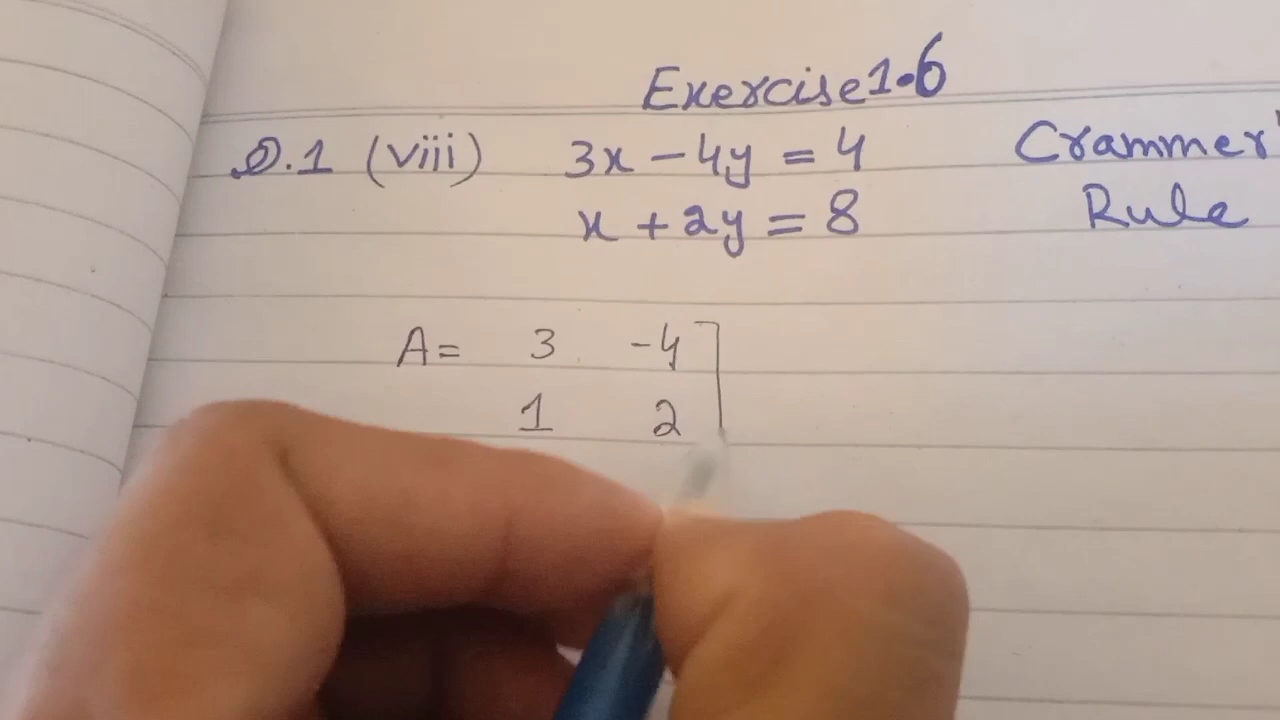 Exercise 1.6
Q.1 (viii) 3x - 4y = 4 Crammer'
x + 2y = 8 Rule
A = 3 -4
1 2 ]